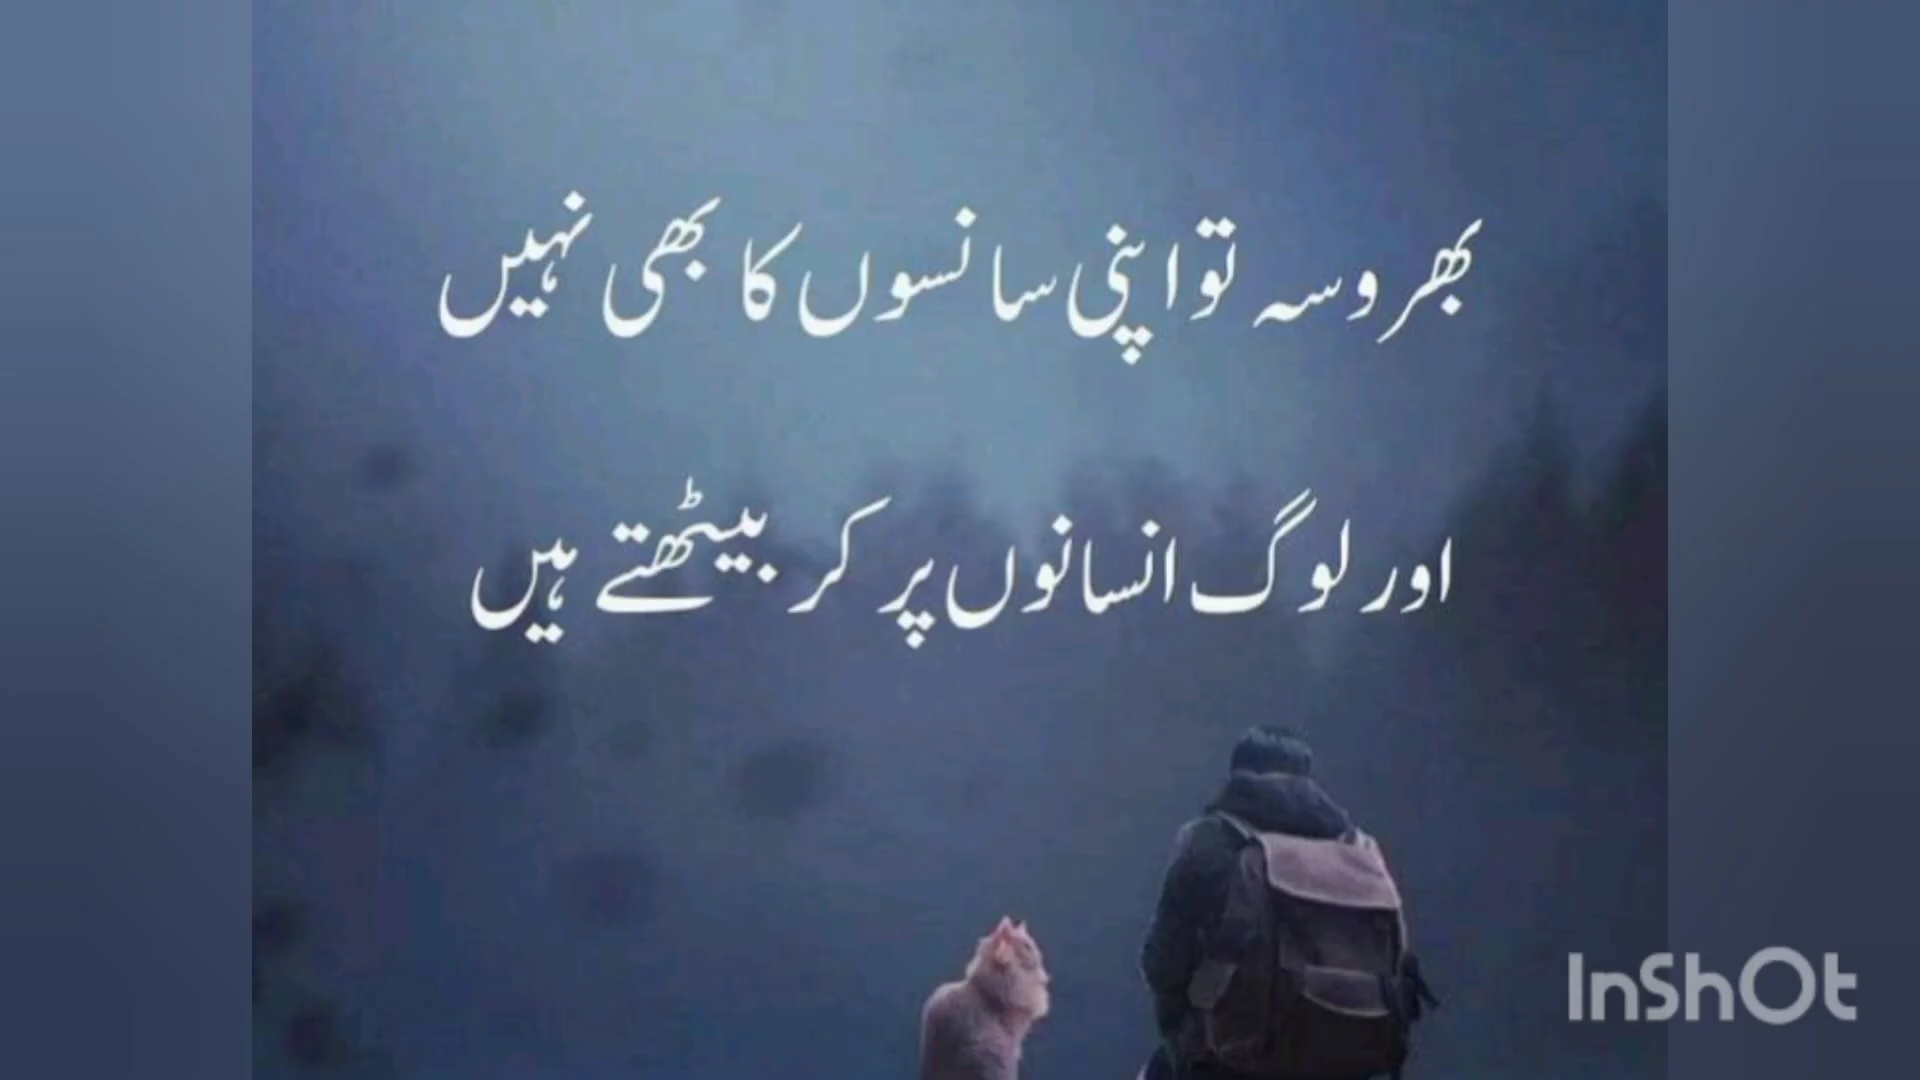 بھروسہ تو اپنی سانسوں کا بھی نہیں
اور لوگ انسانوں پر کر بیٹھتے ہیں
InShOt